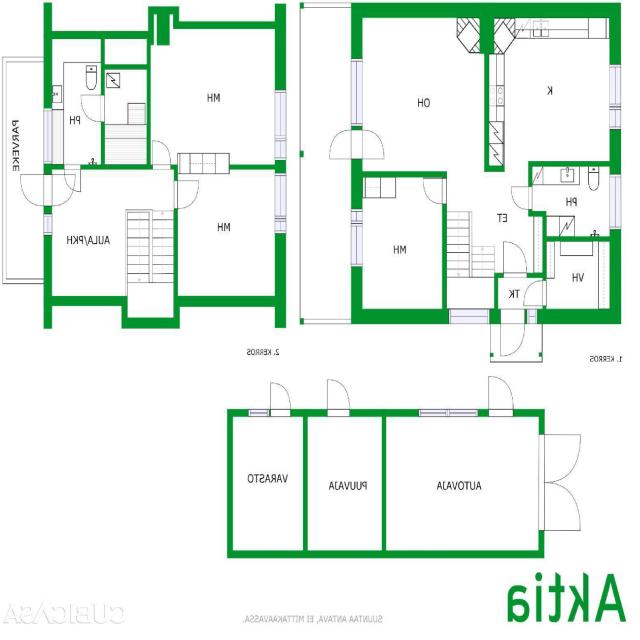 PARVEKE
PH
MH
MH
AULA/PKH
2. KERROS
OH
K
MH
ET
PH
VH
TK
1. KERROS
VARASTO
PUUVAJA
AUTOVAJA
SUUNTAA ANTAVA, EI MITTAKAAVASSA.
CUBICASA
Aktia